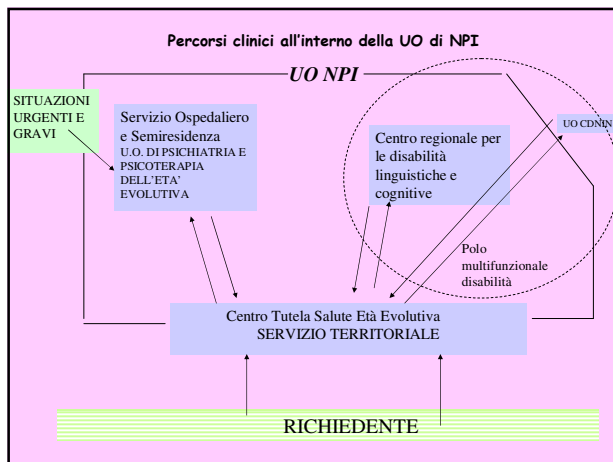 Percorsi clinici all'interno della UO di NPI
UO NPI
SITUAZIONI
URGENTI E
GRAVI
Servizio Ospedaliero
e Semiresidenza
U.O. DI PSICHIATRIA E
PSICOTERAPIA
DELL'ETA'
EVOLUTIVA
Centro regionale per
le disabilità
linguistiche e
cognitive
UO CDNIN
Polo
multifunzionale
disabilità
Centro Tutela Salute Età Evolutiva
SERVIZIO TERRITORIALE
RICHIEDENTE